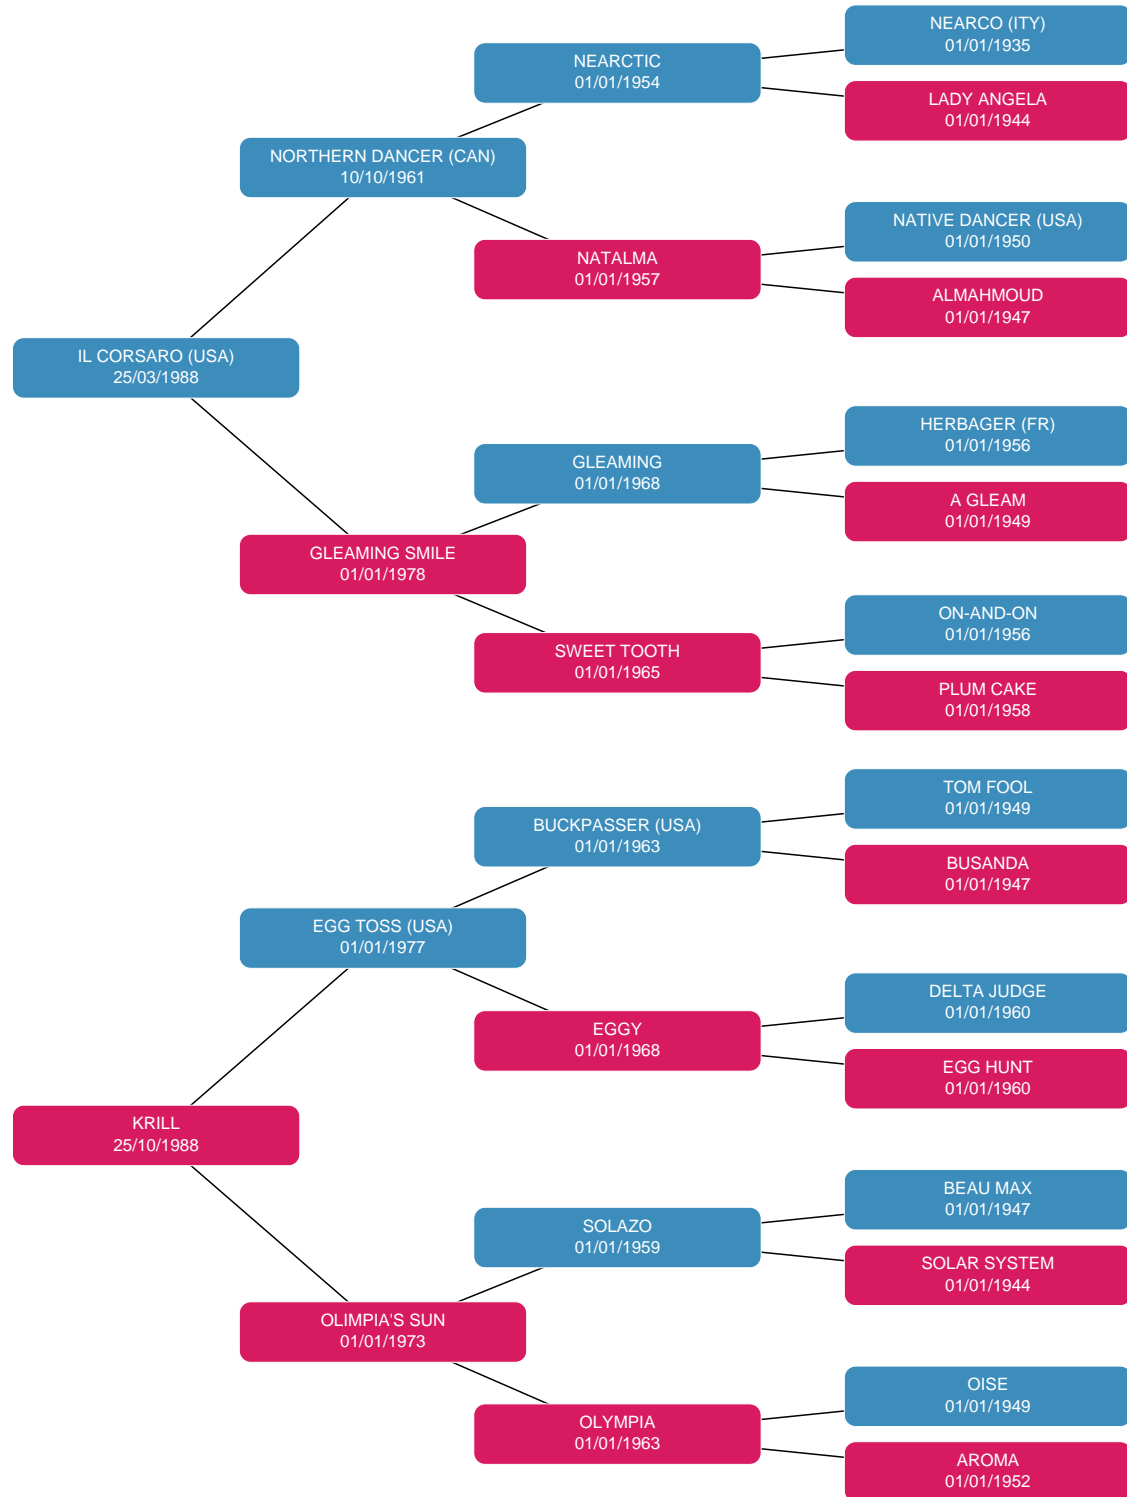 NEARCO (ITY)
01/01/1935
NEARCTIC
01/01/1954
LADY ANGELA
01/01/1944
NORTHERN DANCER (CAN)
10/10/1961
NATIVE DANCER (USA)
01/01/1950
NATALMA
01/01/1957
ALMAHMOUD
01/01/1947
IL CORSARO (USA)
25/03/1988
HERBAGER (FR)
01/01/1956
GLEAMING
01/01/1968
A GLEAM
01/01/1949
GLEAMING SMILE
01/01/1978
ON-AND-ON
01/01/1956
SWEET TOOTH
01/01/1965
PLUM CAKE
01/01/1958
TOM FOOL
01/01/1949
BUCKPASSER (USA)
01/01/1963
BUSANDA
01/01/1947
EGG TOSS (USA)
01/01/1977
DELTA JUDGE
01/01/1960
EGGY
01/01/1968
EGG HUNT
01/01/1960
KRILL
25/10/1988
BEAU MAX
01/01/1947
SOLAZO
01/01/1959
SOLAR SYSTEM
01/01/1944
OLIMPIA'S SUN
01/01/1973
OISE
01/01/1949
OLYMPIA
01/01/1963
AROMA
01/01/1952